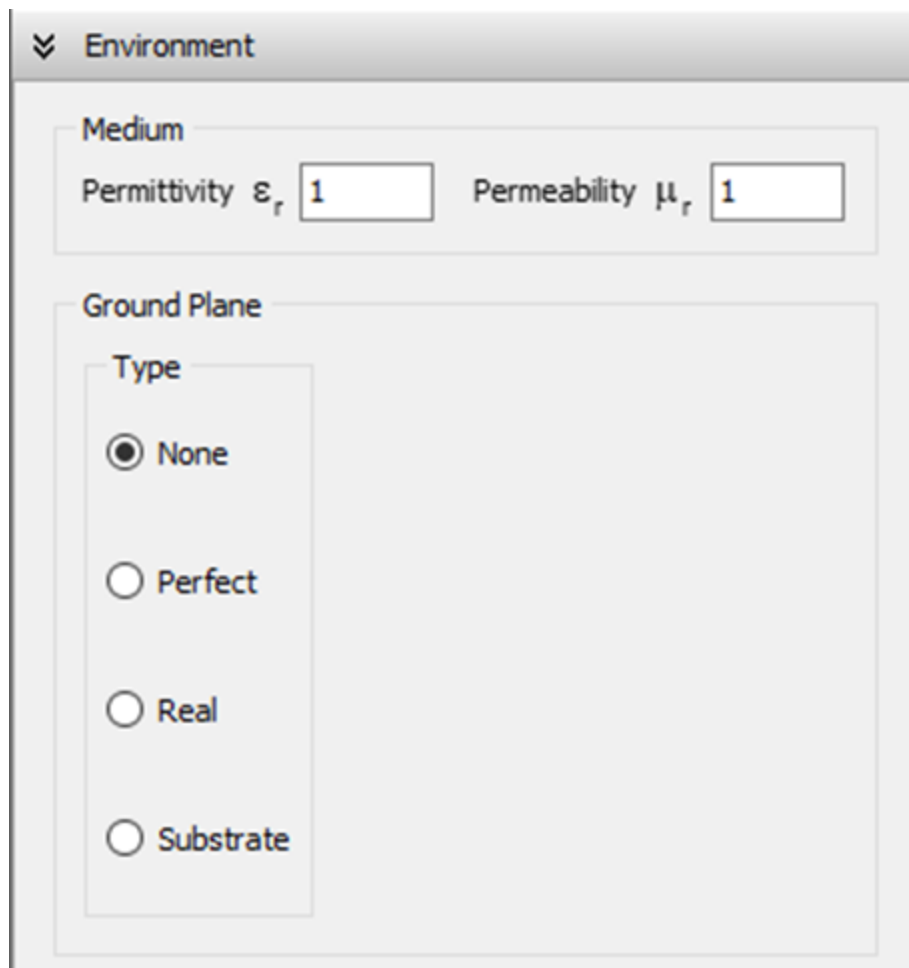 Environment
Medium
Permittivity εr 1 Permeability μr 1
Ground Plane
Type
None
Perfect
Real
Substrate